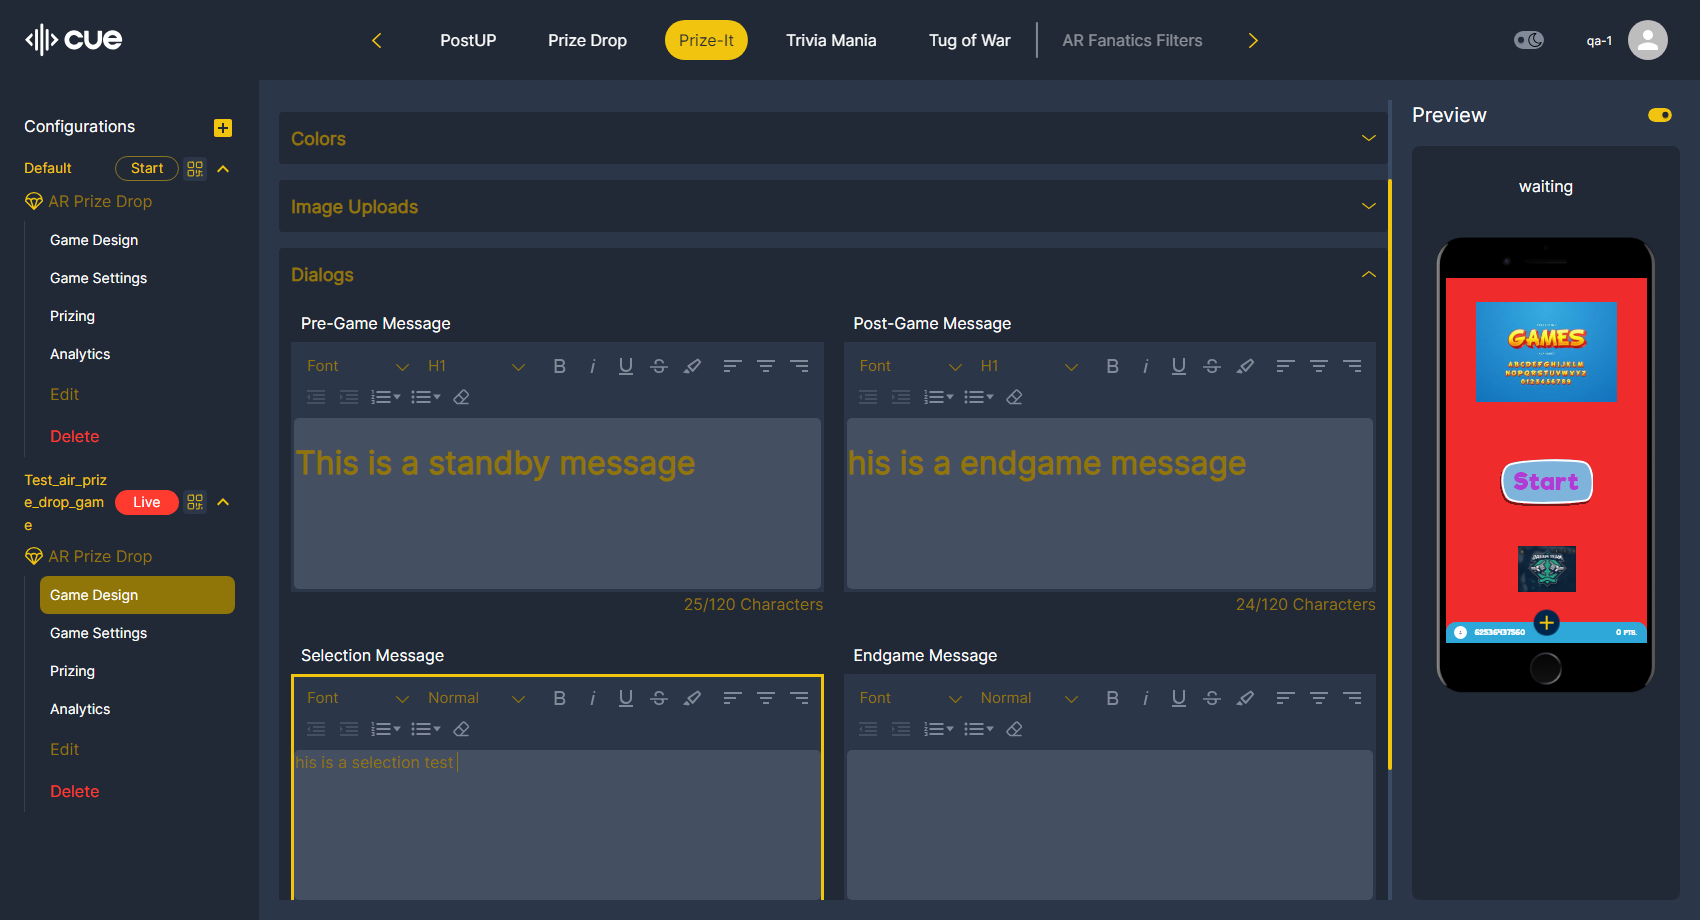 cue
PostUP
Prize Drop
Prize-It
Trivia Mania
Tug of War
AR Fanatics Filters
qa-1
Configurations
Default
Start
AR Prize Drop
Game Design
Game Settings
Prizing
Analytics
Edit
Delete
Test_air_priz
e_drop_gam
e
Live
AR Prize Drop
Game Design
Game Settings
Prizing
Analytics
Edit
Delete
Colors
Image Uploads
Dialogs
Pre-Game Message
Font H1
This is a standby message
25/120 Characters
Post-Game Message
Font H1
his is a endgame message
24/120 Characters
Selection Message
Font Normal
his is a selection test
Endgame Message
Font Normal
Preview
waiting
GAMES
ABCDEFGHIJKLM
NOPQRSTUVWXYZ
0123456789
Start
62536437560
0 PTS.